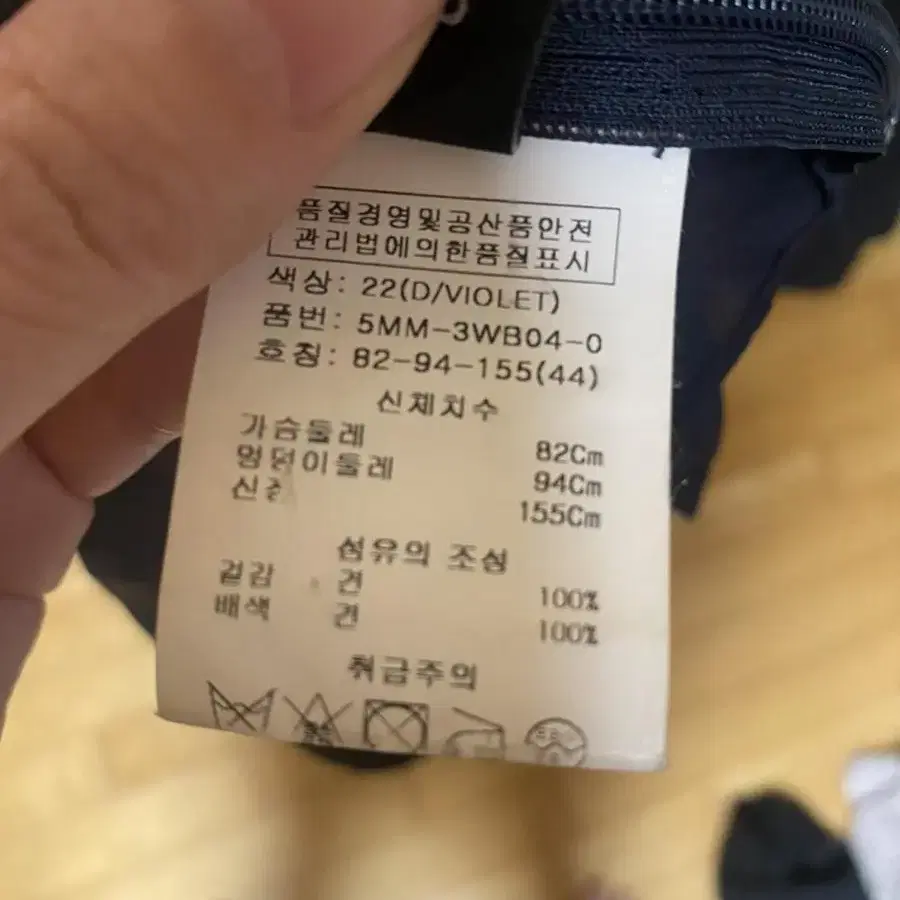 품질경영및공산품안전
관리법에의한품질표시
색상: 22(D/VIOLET)
품번: 5MM-3WB04-0
호칭: 82-94-155(44)
신체치수
가슴둘레 82Cm
엉덩이둘레 94Cm
신장 155Cm
섬유의 조성
겉감 견 100%
배색 견 100%
취급주의